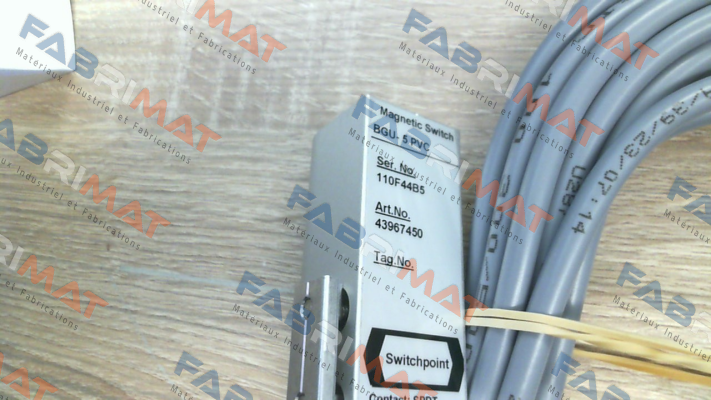 Magnetic Switch
BGU- 5 PVC
Ser. No.
110F44B5
Art.No.
43967450
Tag.No.
Switchpoint
Contact: SPDT
FABRIMAT
Matériaux Industriel et Fabrications